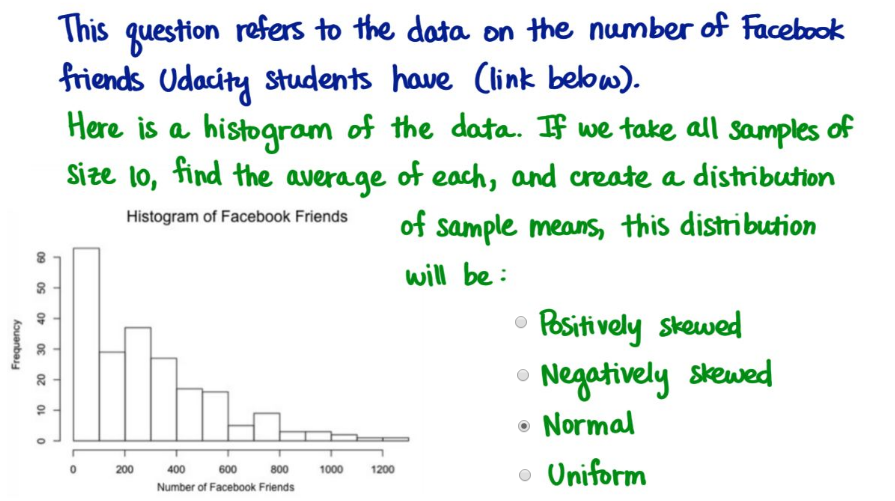 This question refers to the data on the number of Facebook
friends Udacity students have (link below).
Here is a histogram of the data. If we take all samples of
size 10, find the average of each, and create a distribution
of sample means, this distribution
will be:
Histogram of Facebook Friends
Frequency
60
50
40
30
20
10
0
0 200 400 600 800 1000 1200
Number of Facebook Friends
Positively skewed
Negatively skewed
Normal
Uniform